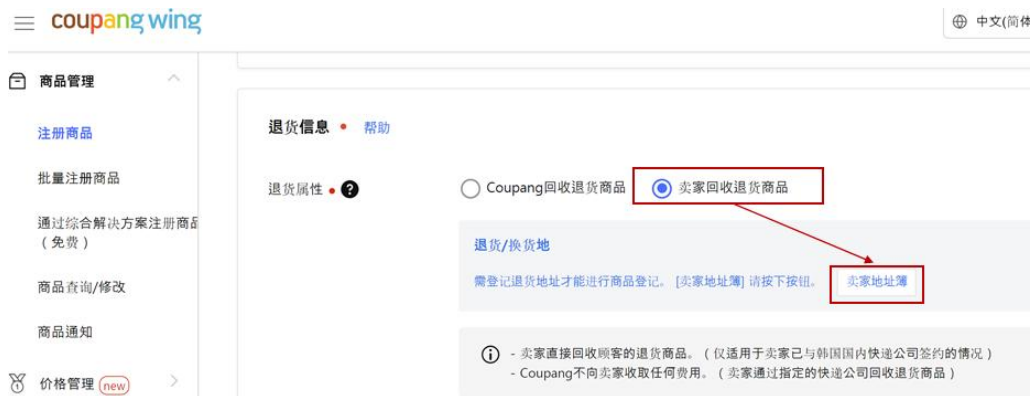 coupang wing
中文(简体
商品管理
注册商品
批量注册商品
通过综合解决方案注册商品
(免费)
商品查询/修改
商品通知
价格管理 new
退货信息 • 帮助
退货属性 • ?
Coupang回收退货商品
卖家回收退货商品
退货/换货地
需登记退货地址才能进行商品登记。 [卖家地址簿] 请按下按钮。
卖家地址簿
- 卖家直接回收顾客的退货商品。(仅适用于卖家已与韩国国内快递公司签约的情况)
- Coupang不向卖家收取任何费用。(卖家通过指定的快递公司回收退货商品)